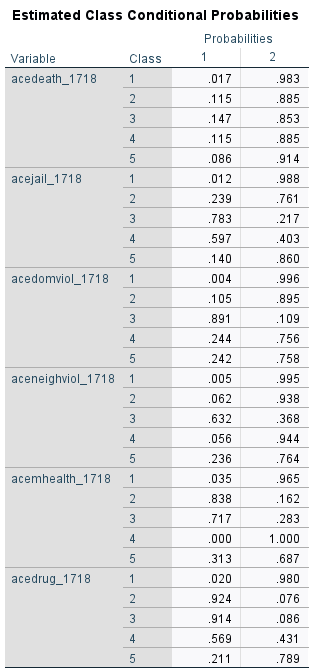 Estimated Class Conditional Probabilities
Probabilities
Variable Class 1 2
acedeath_1718 1 .017 .983
2 .115 .885
3 .147 .853
4 .115 .885
5 .086 .914
acejail_1718 1 .012 .988
2 .239 .761
3 .783 .217
4 .597 .403
5 .140 .860
acedomviol_1718 1 .004 .996
2 .105 .895
3 .891 .109
4 .244 .756
5 .242 .758
aceneighviol_1718 1 .005 .995
2 .062 .938
3 .632 .368
4 .056 .944
5 .236 .764
acemhealth_1718 1 .035 .965
2 .838 .162
3 .717 .283
4 .000 1.000
5 .313 .687
acedrug_1718 1 .020 .980
2 .924 .076
3 .914 .086
4 .569 .431
5 .211 .789